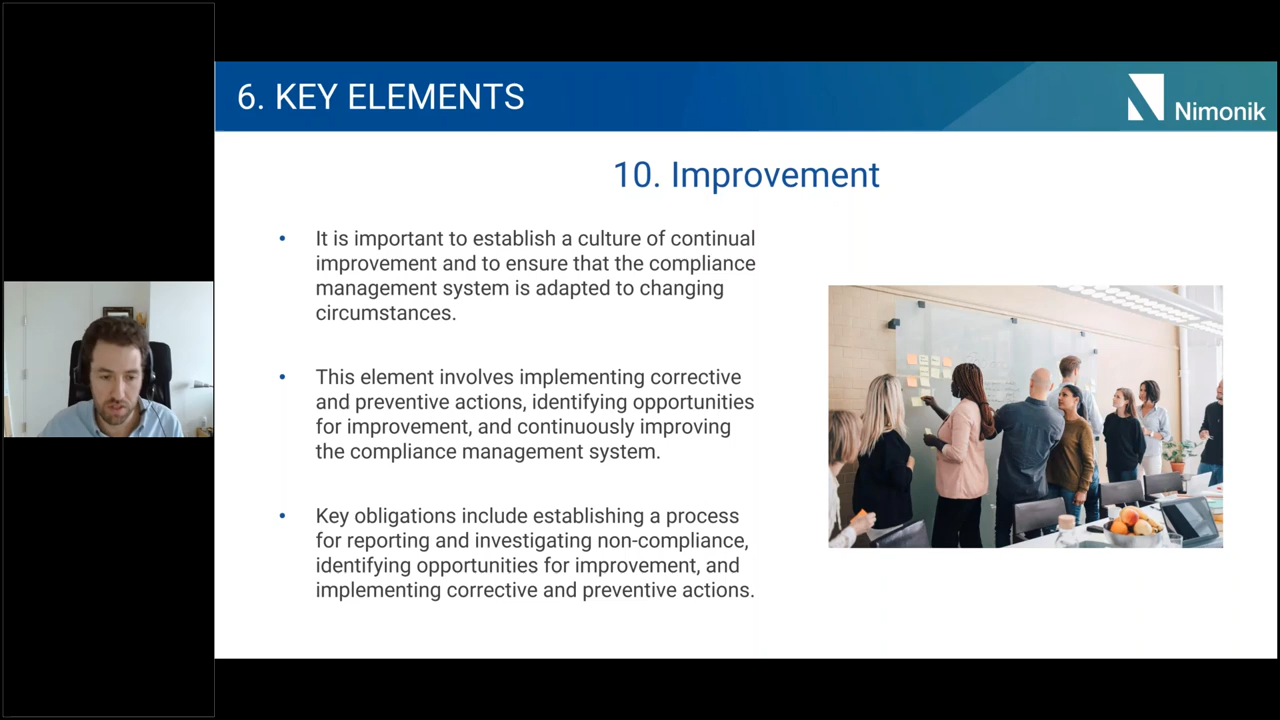 6. KEY ELEMENTS
Nimonik
10. Improvement
• It is important to establish a culture of continual
improvement and to ensure that the compliance
management system is adapted to changing
circumstances.
• This element involves implementing corrective
and preventive actions, identifying opportunities
for improvement, and continuously improving
the compliance management system.
• Key obligations include establishing a process
for reporting and investigating non-compliance,
identifying opportunities for improvement, and
implementing corrective and preventive actions.